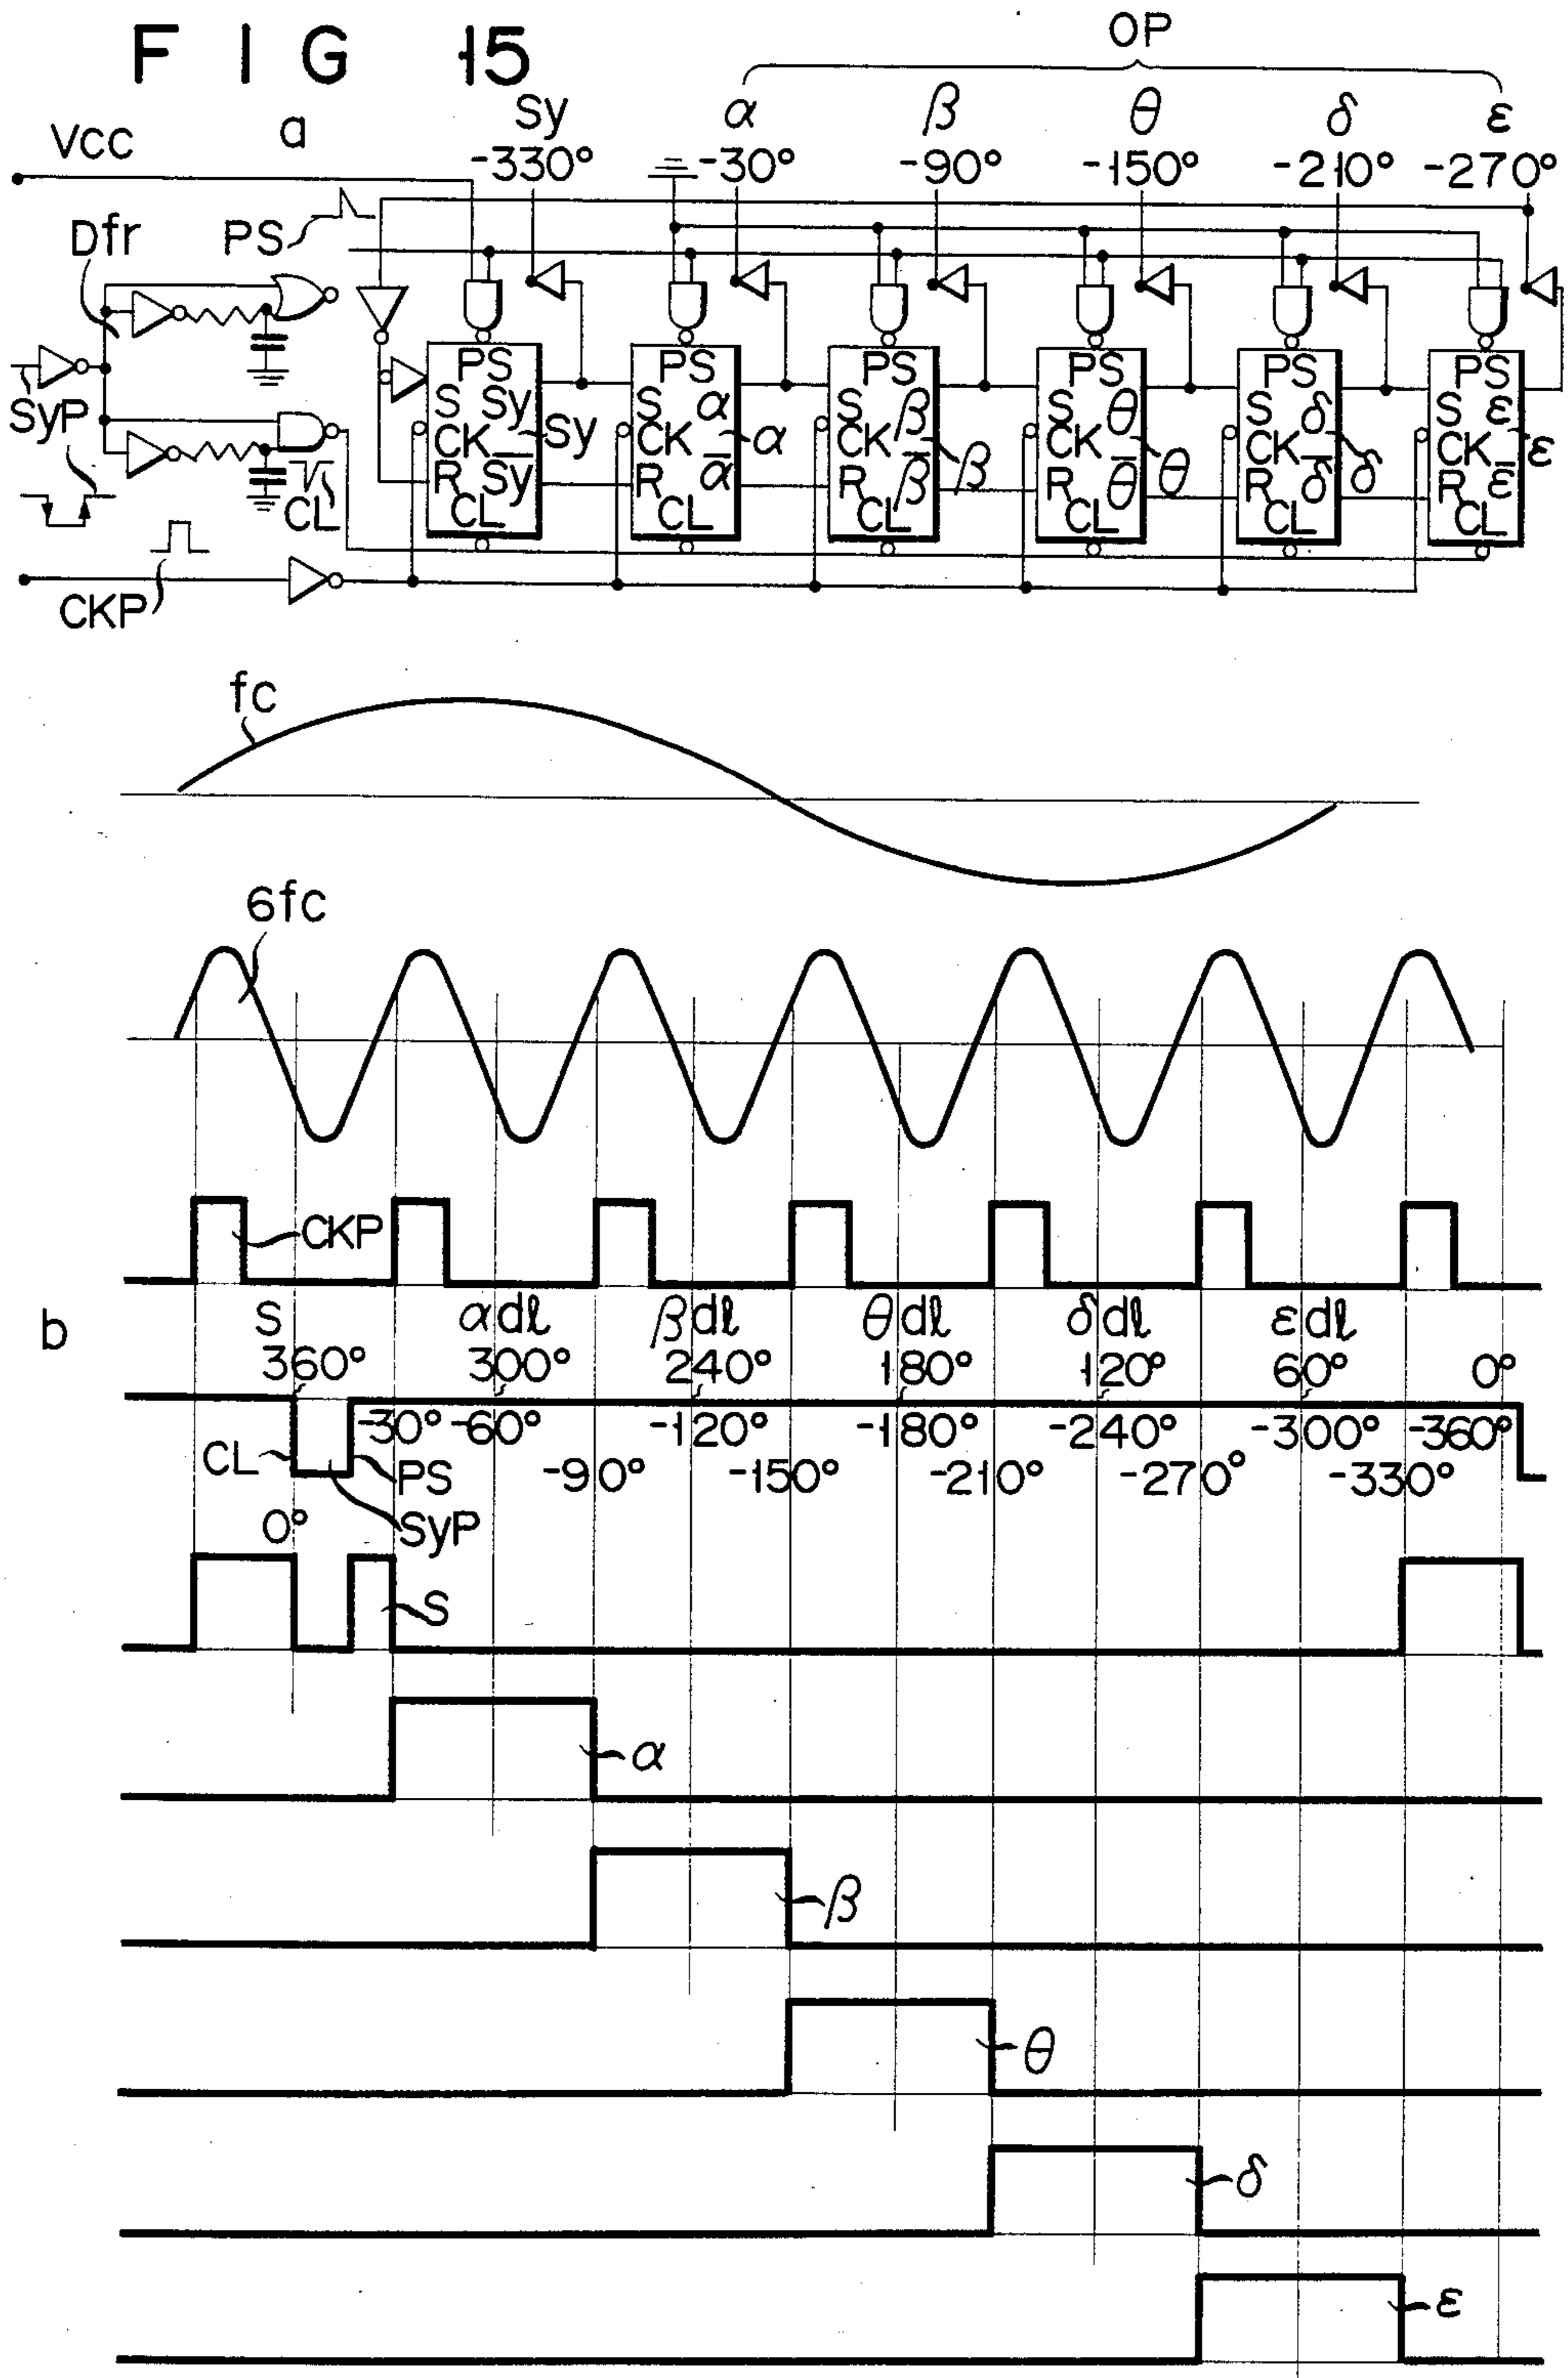 FIG 15
OP
a
Sy α β θ δ ε
Vcc
-330° -30° -90° -150° -210° -270°
Dfr PS
PS PS PS PS PS PS
S Sy S α S β S θ S δ S ε
SyP
CK Sy CK α CK β CK θ CK δ CK ε
R S̅y̅ R α̅ R β̅ R θ̅ R δ̅ R ε̅
CL
CL CL CL CL CL CL
CKP
fc
6fc
CKP
b
S αdl βdl θdl δdl εdl
360° 300° 240° 180° 120° 60° 0°
-30° -60° -120° -180° -240° -300° -360°
CL PS
-90° -150° -210° -270° -330°
0° SyP
S
α
β
θ
δ
ε